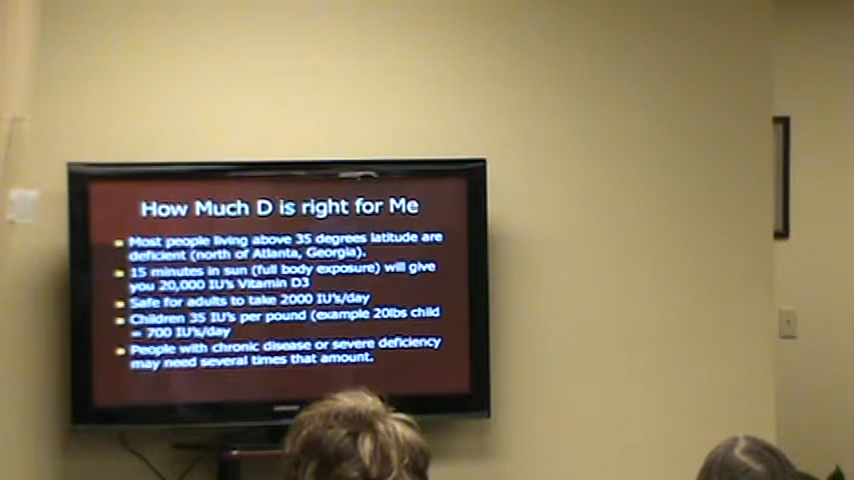 How Much D is right for Me
Most people living above 35 degrees latitude are
deficient (north of Atlanta, Georgia).
15 minutes in sun (full body exposure) will give
you 20,000 IU's Vitamin D3
Safe for adults to take 2000 IU's/day
Children 35 IU's per pound (example 20lbs child
= 700 IU's/day
People with chronic disease or severe deficiency
may need several times that amount.